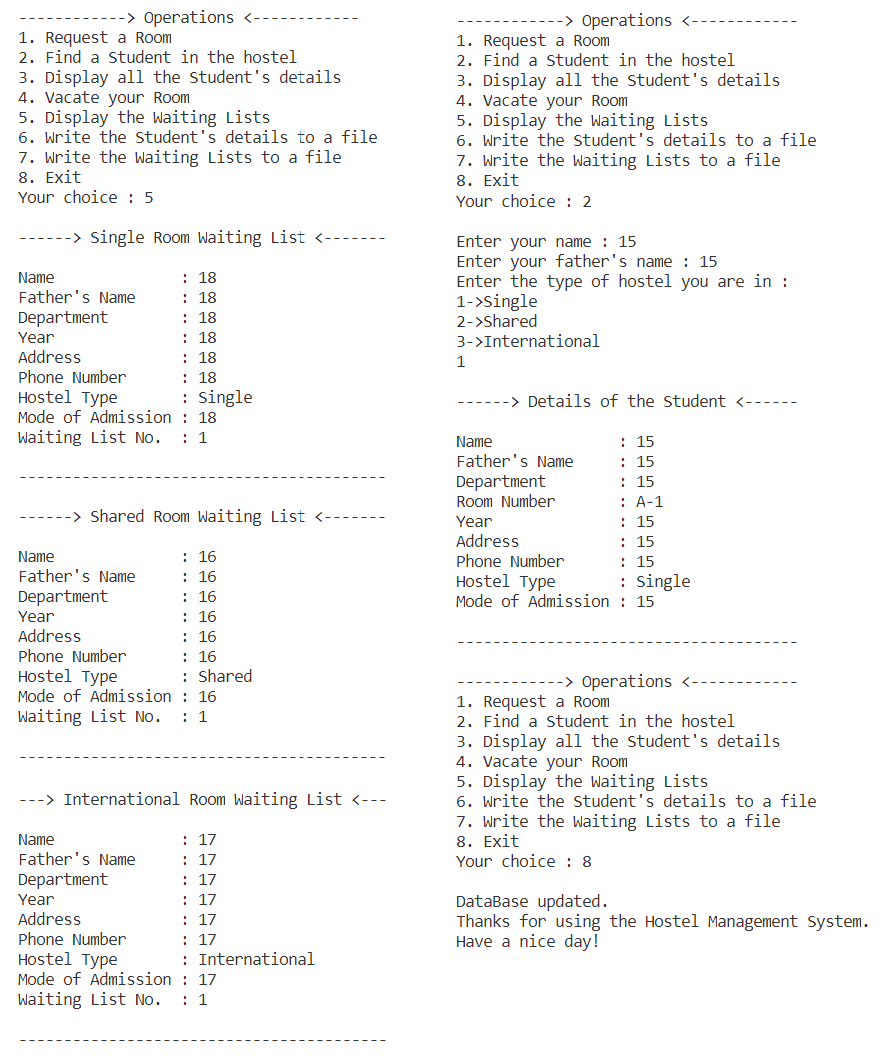 ------------> Operations <------------
1. Request a Room
2. Find a Student in the hostel
3. Display all the Student's details
4. Vacate your Room
5. Display the Waiting Lists
6. Write the Student's details to a file
7. Write the Waiting Lists to a file
8. Exit
Your choice : 5
------> Single Room Waiting List <-------
Name : 18
Father's Name : 18
Department : 18
Year : 18
Address : 18
Phone Number : 18
Hostel Type : Single
Mode of Admission : 18
Waiting List No. : 1
-----------------------------------------
------> Shared Room Waiting List <-------
Name : 16
Father's Name : 16
Department : 16
Year : 16
Address : 16
Phone Number : 16
Hostel Type : Shared
Mode of Admission : 16
Waiting List No. : 1
-----------------------------------------
---> International Room Waiting List <---
Name : 17
Father's Name : 17
Department : 17
Year : 17
Address : 17
Phone Number : 17
Hostel Type : International
Mode of Admission : 17
Waiting List No. : 1
-----------------------------------------
------------> Operations <------------
1. Request a Room
2. Find a Student in the hostel
3. Display all the Student's details
4. Vacate your Room
5. Display the Waiting Lists
6. Write the Student's details to a file
7. Write the Waiting Lists to a file
8. Exit
Your choice : 2
Enter your name : 15
Enter your father's name : 15
Enter the type of hostel you are in :
1->Single
2->Shared
3->International
1
------> Details of the Student <------
Name : 15
Father's Name : 15
Department : 15
Room Number : A-1
Year : 15
Address : 15
Phone Number : 15
Hostel Type : Single
Mode of Admission : 15
--------------------------------------
------------> Operations <------------
1. Request a Room
2. Find a Student in the hostel
3. Display all the Student's details
4. Vacate your Room
5. Display the Waiting Lists
6. Write the Student's details to a file
7. Write the Waiting Lists to a file
8. Exit
Your choice : 8
DataBase updated.
Thanks for using the Hostel Management System.
Have a nice day!